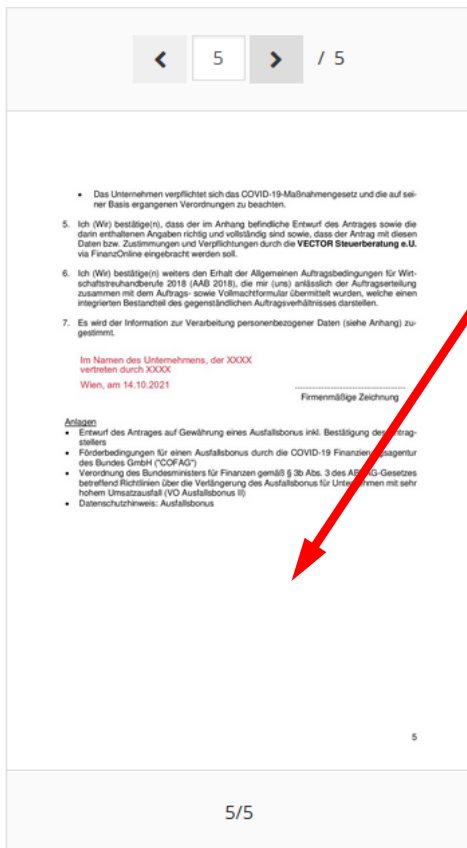 5 / 5
• Das Unternehmen verpflichtet sich das COVID-19-Maßnahmengesetz und die auf sei-
ner Basis ergangenen Verordnungen zu beachten.
5. Ich (Wir) bestätige(n), dass der im Anhang befindliche Entwurf des Antrages sowie die
darin enthaltenen Angaben richtig und vollständig sind sowie, dass der Antrag mit diesen
Daten bzw. Zustimmungen und Verpflichtungen durch die VECTOR Steuerberatung e.U.
via FinanzOnline eingebracht werden soll.
6. Ich (Wir) bestätige(n) weiters den Erhalt der Allgemeinen Auftragsbedingungen für Wirt-
schaftstreuhandberufe 2018 (AAB 2018), die mir (uns) anlässlich der Auftragserteilung
zusammen mit dem Auftrags- sowie Vollmachtformular übermittelt wurden, welche einen
integrierten Bestandteil des gegenständlichen Auftragsverhältnisses darstellen.
7. Es wird der Information zur Verarbeitung personenbezogener Daten (siehe Anhang) zu-
gestimmt.
Im Namen des Unternehmens, der XXXX
vertreten durch XXXX
Wien, am 14.10.2021
Firmenmäßige Zeichnung
Anlagen
• Entwurf des Antrages auf Gewährung eines Ausfallsbonus inkl. Bestätigung des
stellers
• Förderbedingungen für einen Ausfallsbonus durch die COVID-19
des Bundes GmbH ("COFAG")
• Verordnung des Bundesministers für Finanzen gemäß § 3b Abs. 3 des
betreffend Richtlinien über die Verlängerung des Ausfallsbonus für mit sehr
hohem Umsatzausfall (VO Ausfallsbonus II)
• Datenschutzhinweis: Ausfallsbonus
5
5/5